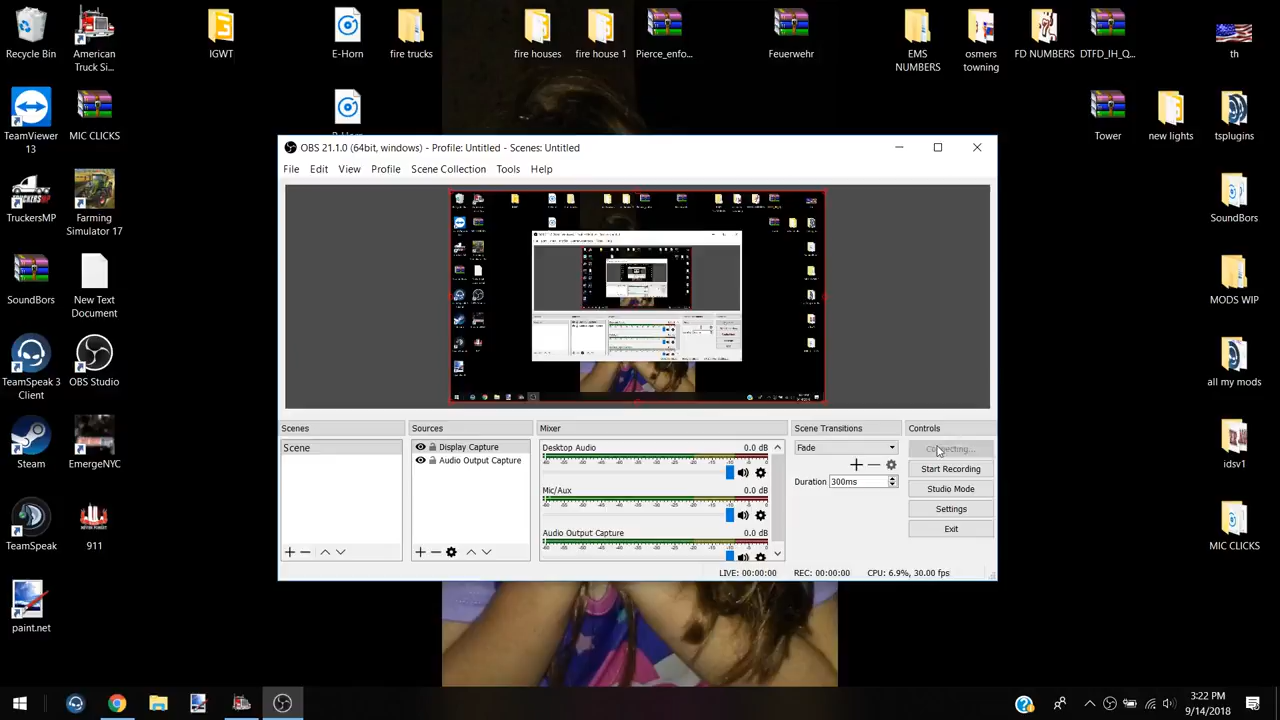 Recycle Bin
American
Truck Si...
IGWT
E-Horn
fire trucks
fire houses
fire house 1
Pierce_enfo...
Feuerwehr
EMS
NUMBERS
osmers
towning
FD NUMBERS
DTFD_IH_Q...
th
TeamViewer
13
MIC CLICKS
Tower
new lights
tsplugins
OBS 21.1.0 (64bit, windows) - Profile: Untitled - Scenes: Untitled
File
Edit
View
Profile
Scene Collection
Tools
Help
TruckersMP
Farming
Simulator 17
SoundBors
SoundBors
New Text
Document
MODS WIP
TeamSpeak 3
Client
OBS Studio
all my mods
Scenes
Sources
Mixer
Scene Transitions
Controls
Scene
Display Capture
Audio Output Capture
Desktop Audio
0.0 dB
Mic/Aux
0.0 dB
Audio Output Capture
0.0 dB
Fade
Duration
300ms
Connecting...
Start Recording
Studio Mode
Settings
Exit
Steam
EmergeNYC
idsv1
TeamSpeak
911
MIC CLICKS
LIVE: 00:00:00
REC: 00:00:00
CPU: 6.9%, 30.00 fps
paint.net
3:22 PM
9/14/2018